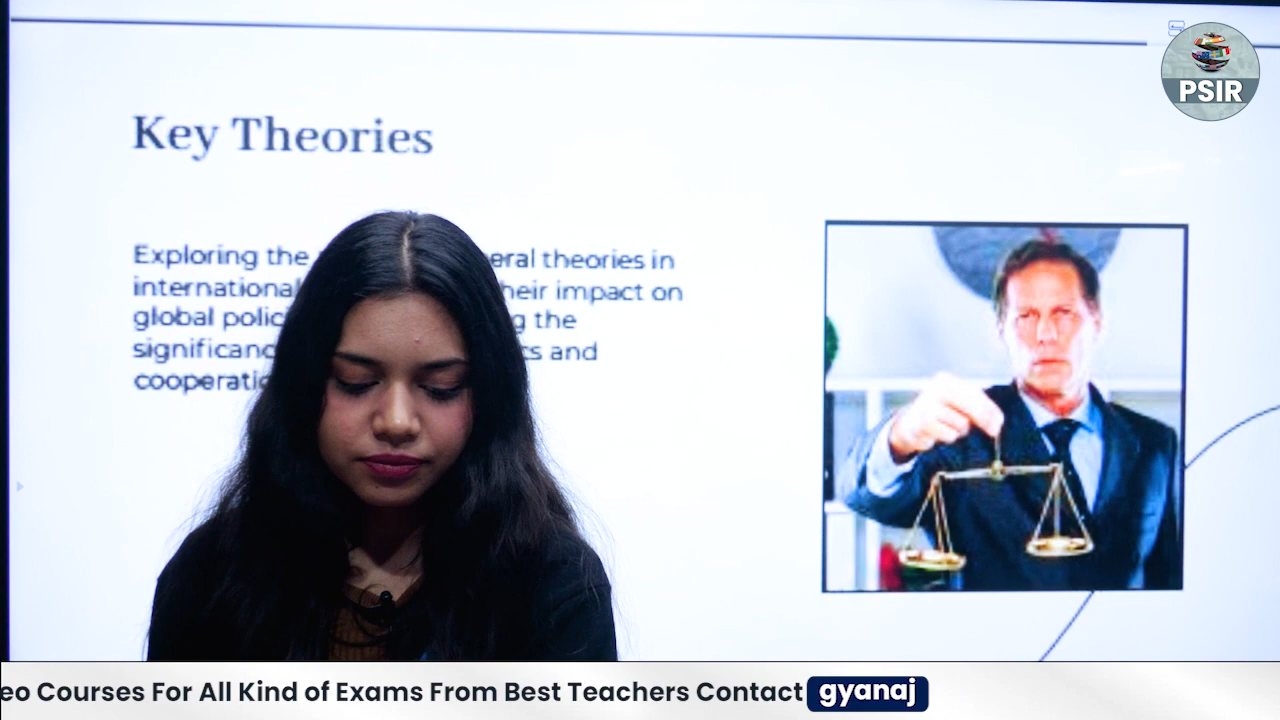 PSIR
Key Theories
Exploring the eral theories in
international heir impact on
global polic g the
significanc cs and
cooperati
eo Courses For All Kind of Exams From Best Teachers Contact gyanaj